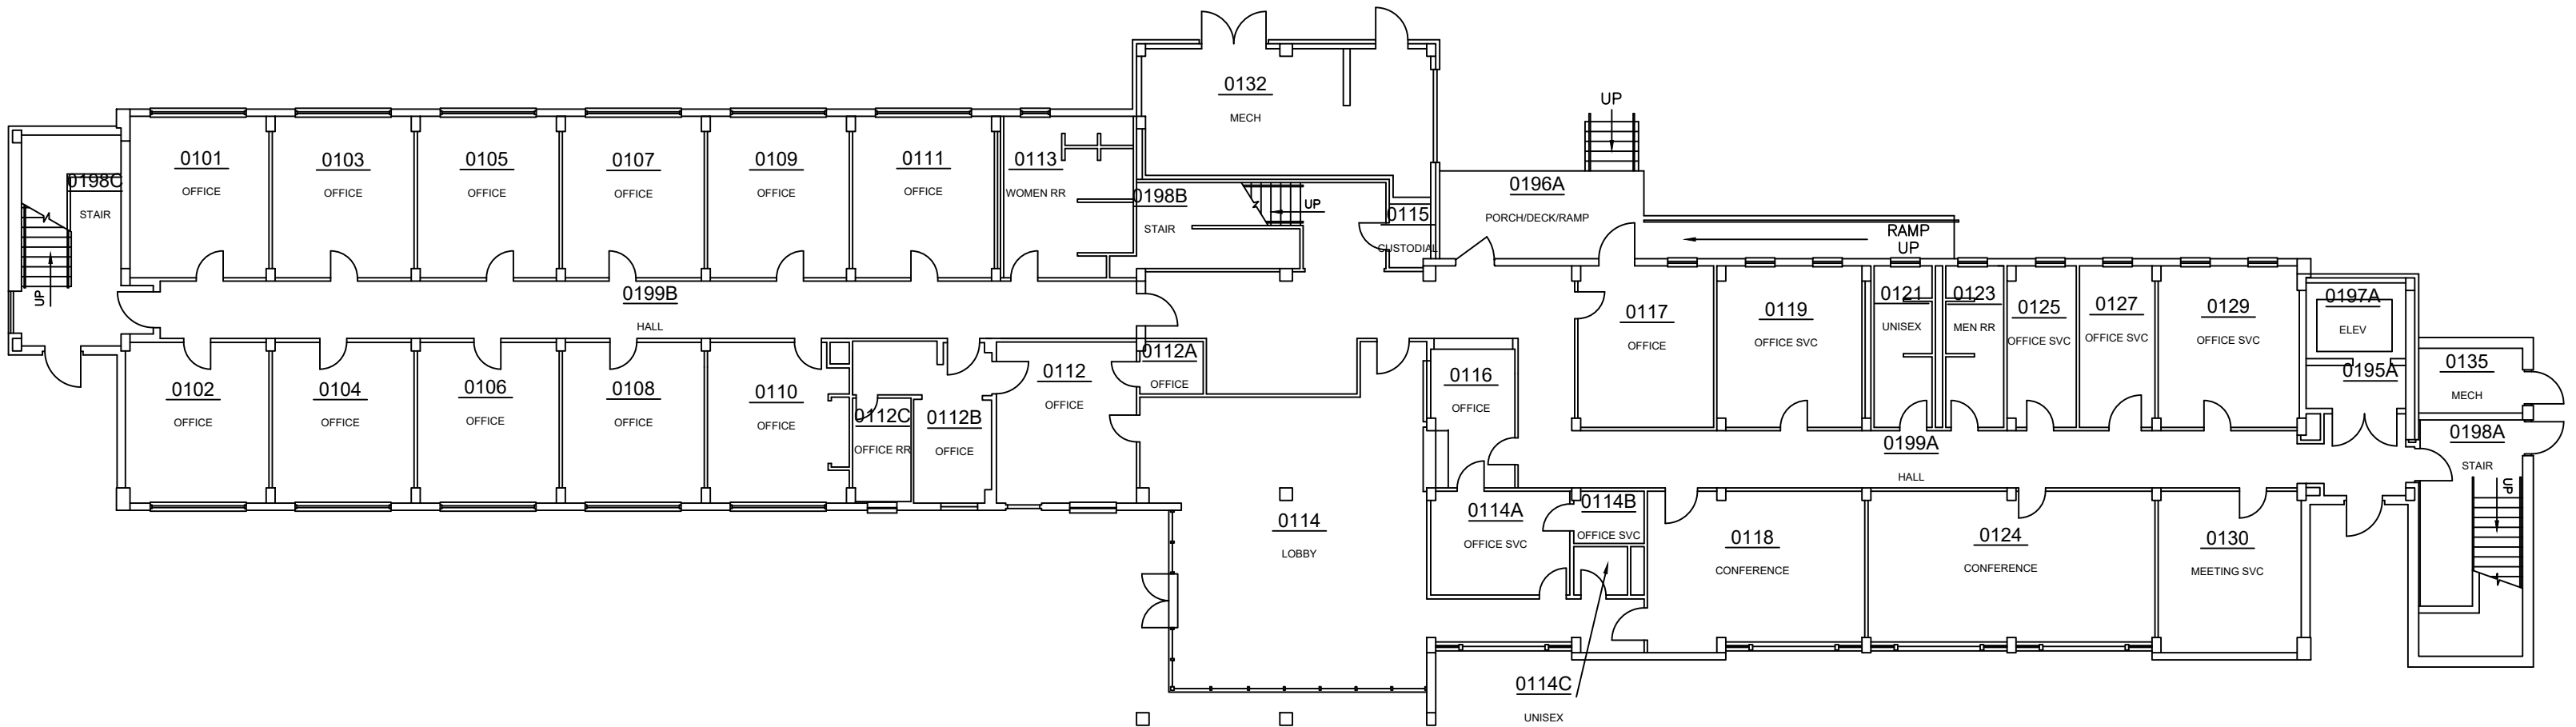 0132
MECH
UP
0101
OFFICE
0103
OFFICE
0105
OFFICE
0107
OFFICE
0109
OFFICE
0111
OFFICE
0113
WOMEN RR
0198C
STAIR
UP
0198B
STAIR
UP
0115
CUSTODIAL
0196A
PORCH/DECK/RAMP
RAMP
UP
0199B
HALL
0117
OFFICE
0119
OFFICE SVC
0121
UNISEX
0123
MEN RR
0125
OFFICE SVC
0127
OFFICE SVC
0129
OFFICE SVC
0197A
ELEV
0195A
0135
MECH
0102
OFFICE
0104
OFFICE
0106
OFFICE
0108
OFFICE
0110
OFFICE
0112C
OFFICE RR
0112B
OFFICE
0112
OFFICE
0112A
OFFICE
0116
OFFICE
0199A
HALL
0198A
STAIR
UP
0114
LOBBY
0114A
OFFICE SVC
0114B
OFFICE SVC
0118
CONFERENCE
0124
CONFERENCE
0130
MEETING SVC
0114C
UNISEX